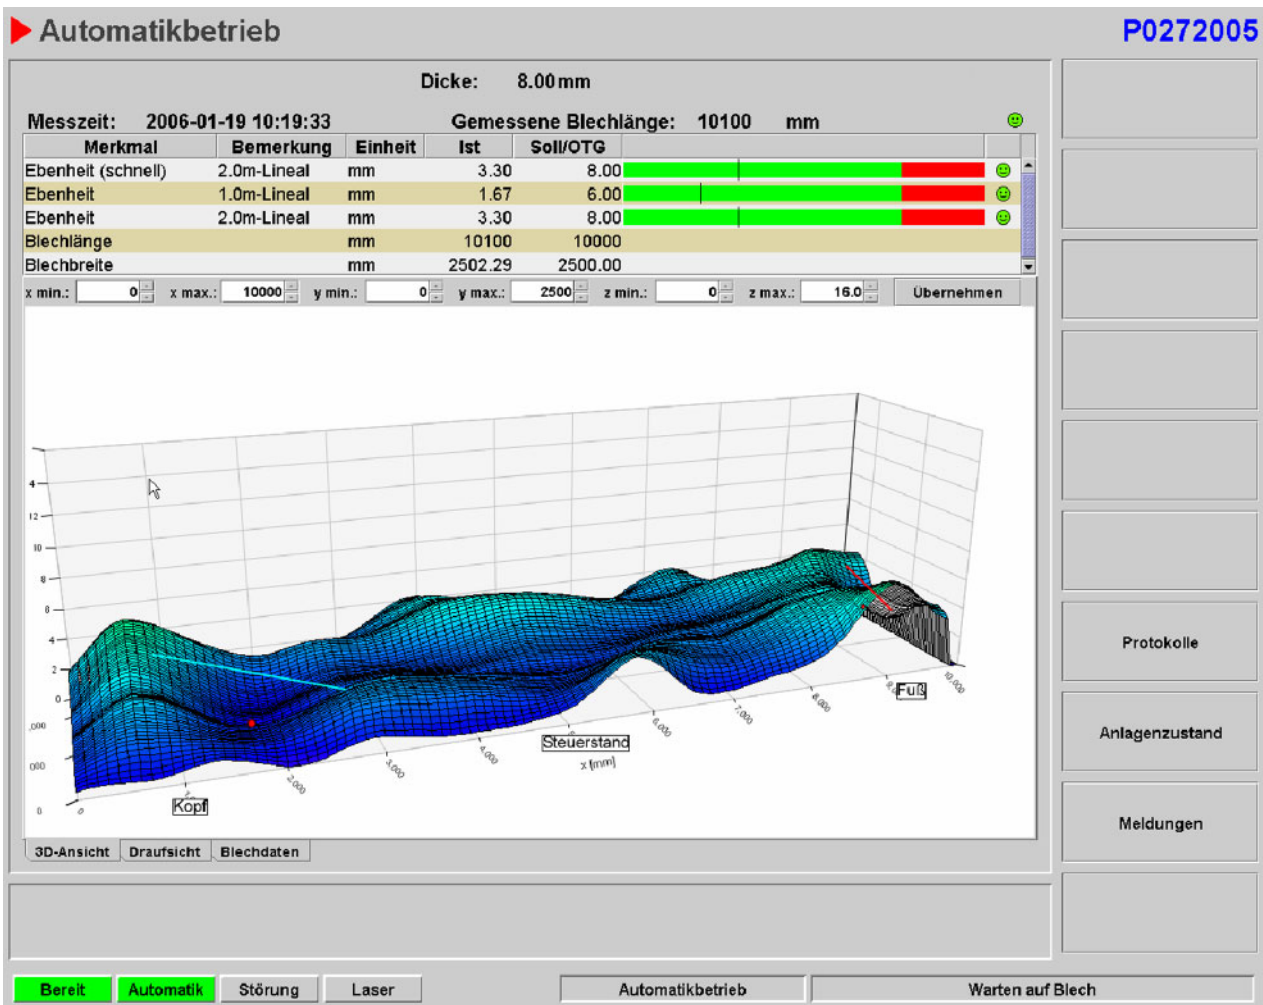 Automatikbetrieb P0272005
Dicke: 8.00 mm
Messzeit: 2006-01-19 10:19:33 Gemessene Blechlänge: 10100 mm
Merkmal Bemerkung Einheit Ist Soll/OTG
Ebenheit (schnell) 2.0m-Lineal mm 3.30 8.00
Ebenheit 1.0m-Lineal mm 1.67 6.00
Ebenheit 2.0m-Lineal mm 3.30 8.00
Blechlänge mm 10100 10000
Blechbreite mm 2502.29 2500.00
x min.: 0 x max.: 10000 y min.: 0 y max.: 2500 z min.: 0 z max.: 16.0 Übernehmen
4
12
10
8
4
2
0
,000
000
0
0
2,000
3,000
4,000
6,000
7,000
8,000
10,000
Kopf
Steuerstand
x [mm]
Fuß
3D-Ansicht Draufsicht Blechdaten
Protokolle
Anlagenzustand
Meldungen
Bereit Automatik Störung Laser Automatikbetrieb Warten auf Blech